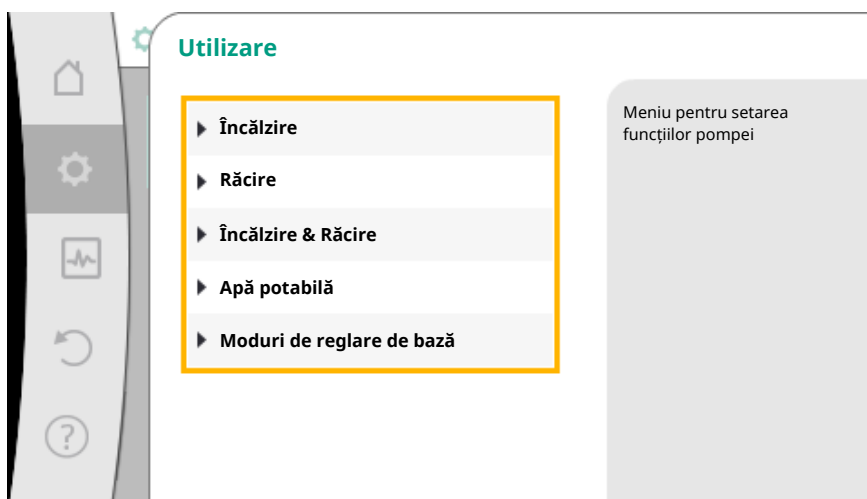 Utilizare
Încălzire
Răcire
Încălzire & Răcire
Apă potabilă
Moduri de reglare de bază
Meniu pentru setarea
funcțiilor pompei
?